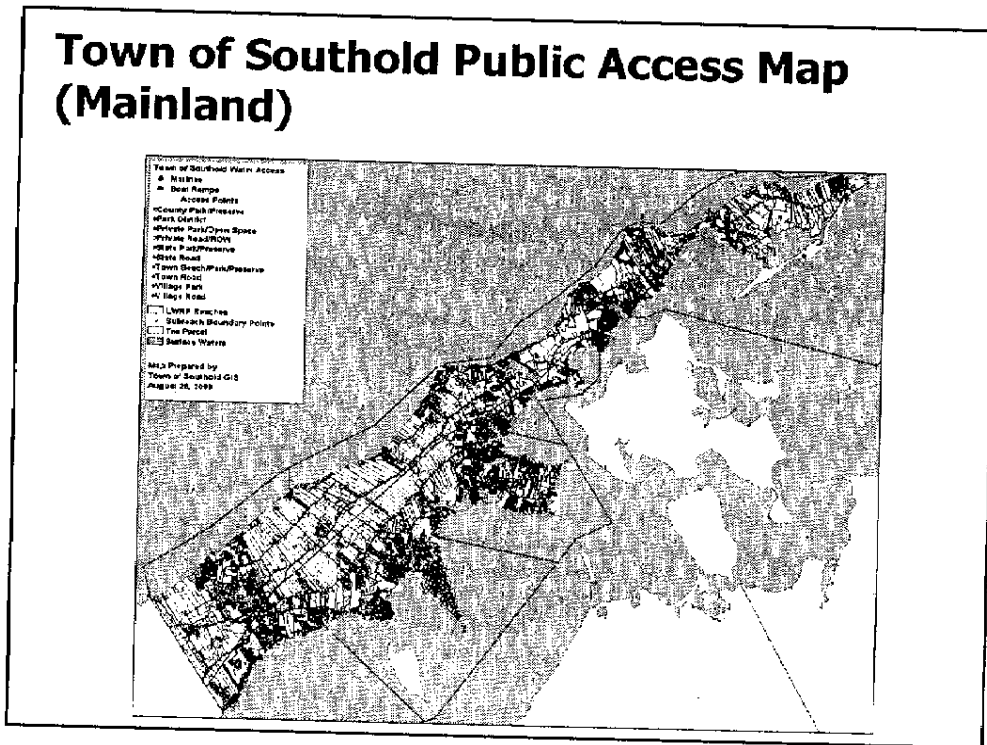 Town of Southold Public Access Map
(Mainland)
Town of Southold Water Access
Marinas
Boat Ramps
Access Points
County Park/Preserve
Park District
Private Park/Open Space
Private Road/ROW
State Park/Preserve
State Road
Town Beach/Park/Preserve
Town Road
Village Park
Village Road
LWRP Reaches
Subreach Boundary Points
Tax Parcel
Surface Waters
Map Prepared by
Town of Southold GIS
August 28,